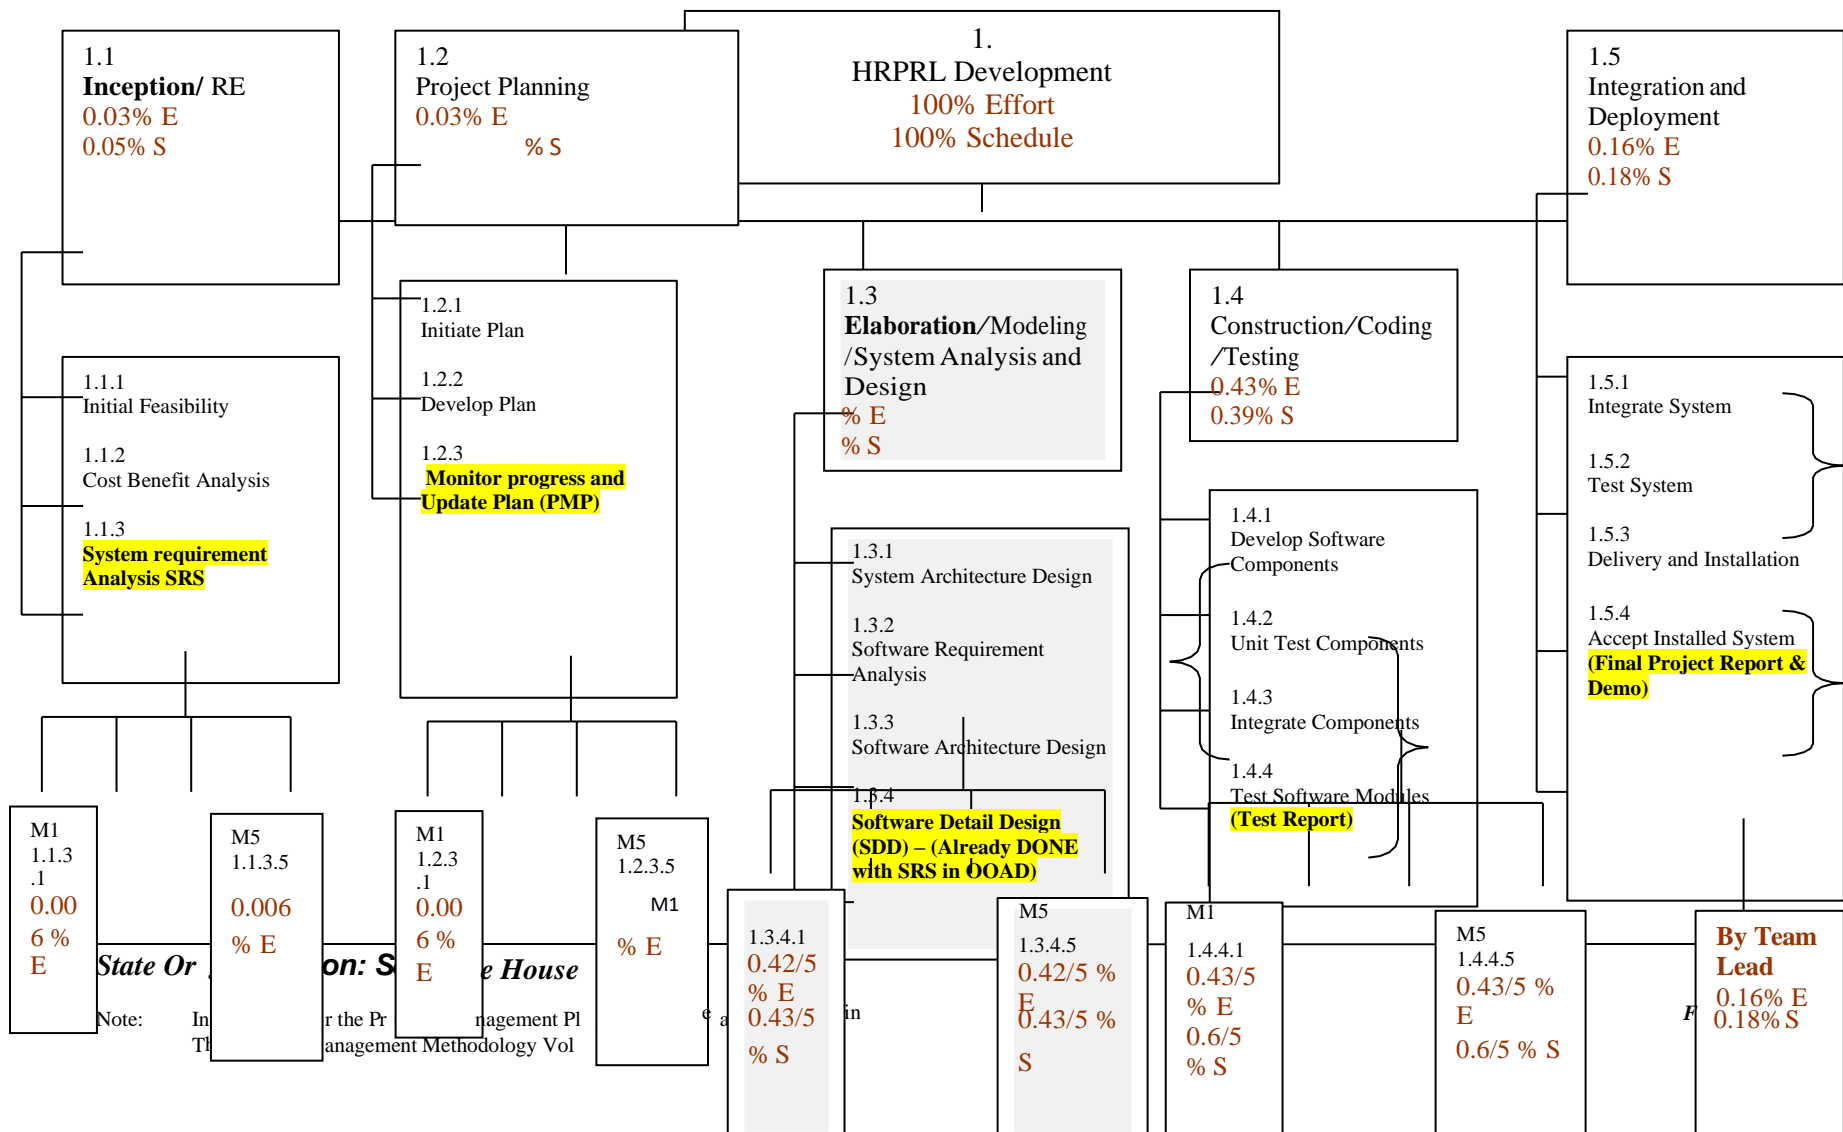 1.
HRPRL Development
100% Effort
100% Schedule
1.1
Inception/ RE
0.03% E
0.05% S
1.2
Project Planning
0.03% E
% S
1.5
Integration and
Deployment
0.16% E
0.18% S
1.3
Elaboration/Modeling
/System Analysis and
Design
% E
% S
1.4
Construction/Coding
/Testing
0.43% E
0.39% S
1.1.1
Initial Feasibility
1.1.2
Cost Benefit Analysis
1.1.3
System requirement
Analysis SRS
1.2.1
Initiate Plan
1.2.2
Develop Plan
1.2.3
Monitor progress and
Update Plan (PMP)
1.3.1
System Architecture Design
1.3.2
Software Requirement
Analysis
1.3.3
Software Architecture Design
1.3.4
Software Detail Design
(SDD) – (Already DONE
with SRS in OOAD)
1.4.1
Develop Software
Components
1.4.2
Unit Test Components
1.4.3
Integrate Components
1.4.4
Test Software Modules
(Test Report)
1.5.1
Integrate System
1.5.2
Test System
1.5.3
Delivery and Installation
1.5.4
Accept Installed System
(Final Project Report &
Demo)
M1
1.1.3
.1
0.00
6 %
E
M5
1.1.3.5
0.006
% E
M1
1.2.3
.1
0.00
6 %
E
M5
1.2.3.5
M1
% E
1.3.4.1
0.42/5
% E
0.43/5
% S
M5
1.3.4.5
0.42/5 %
E
0.43/5 %
S
M1
1.4.4.1
0.43/5
% E
0.6/5
% S
M5
1.4.4.5
0.43/5 %
E
0.6/5 % S
By Team
Lead
0.16% E
0.18% S
State Or on: S e House
Note: In r the Pr nagement Pl e a in F
Th anagement Methodology Vol